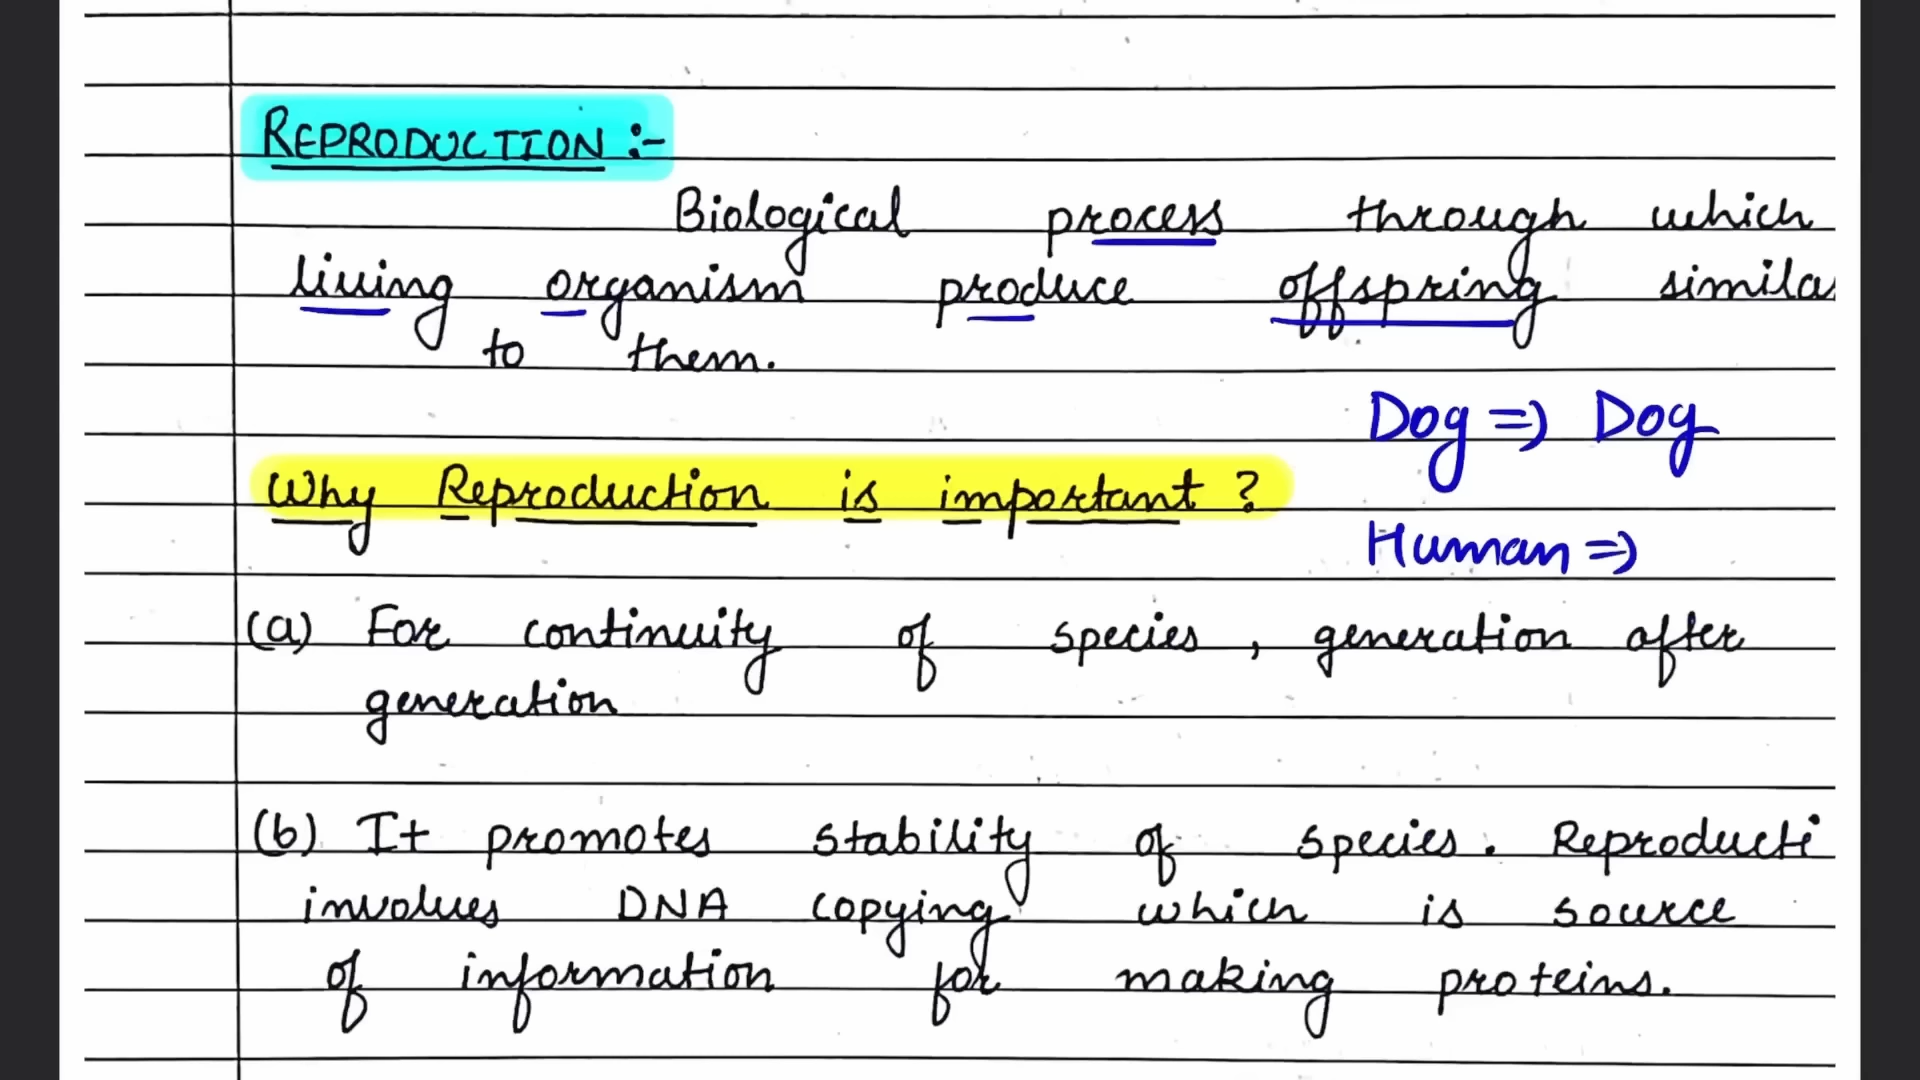 REPRODUCTION :-
Biological process through which
living organism produce offspring simila
to them.
Dog => Dog
Why Reproduction is important ?
Human =>
(a) For continuity of species, generation after
generation
(b) It promotes stability of species. Reproducti
involves DNA copying which is source
of information for making proteins.